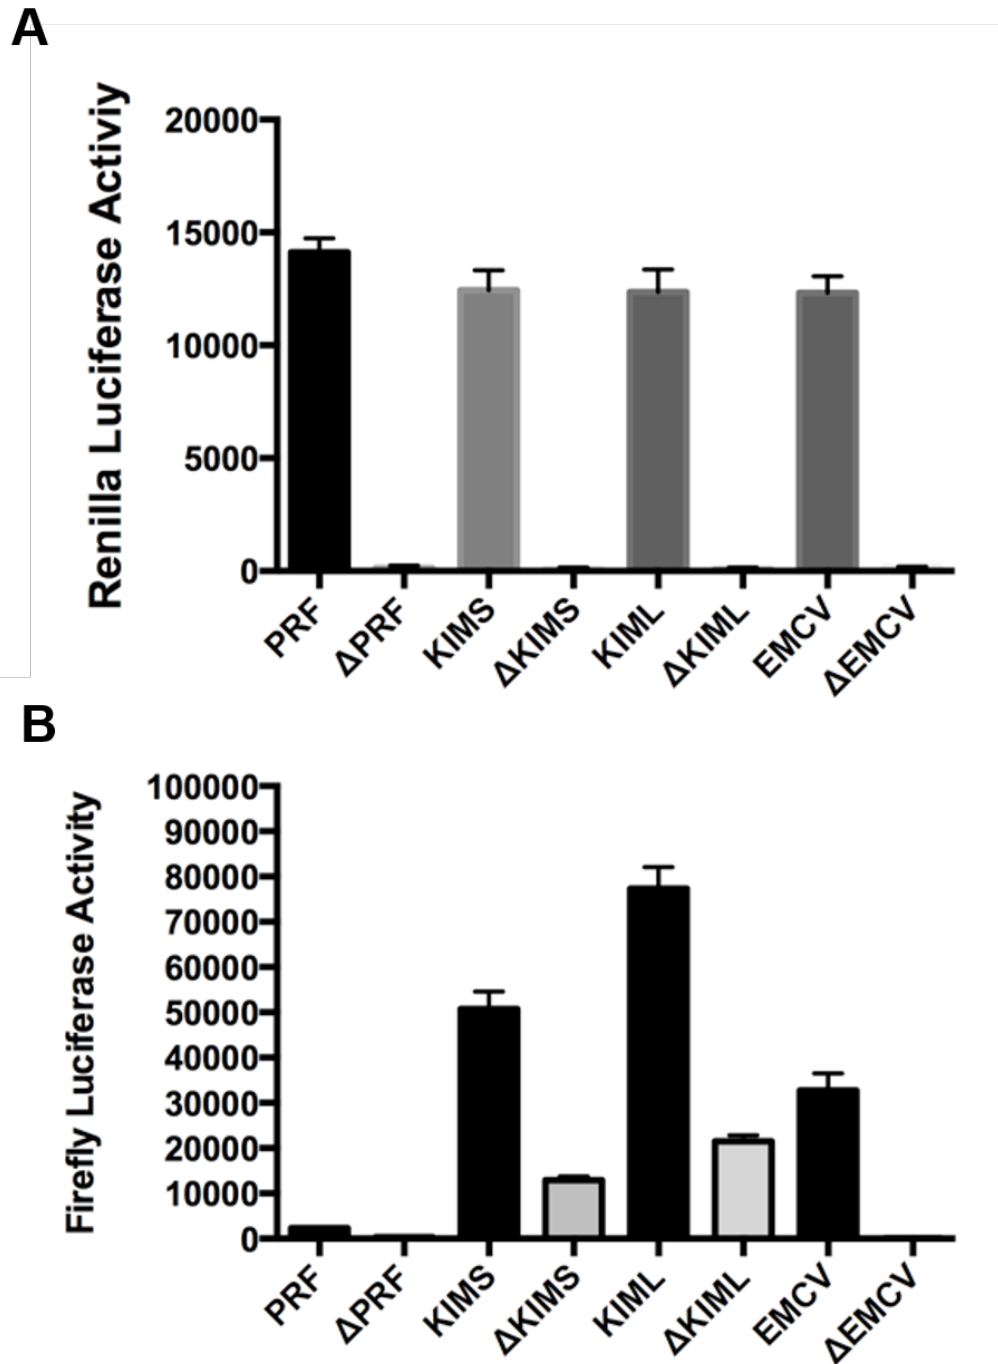 A
Renilla Luciferase Activiy
20000
15000
10000
5000
0
PRF
ΔPRF
KIMS
ΔKIMS
KIML
ΔKIML
EMCV
ΔEMCV
B
Firefly Luciferase Activity
100000
90000
80000
70000
60000
50000
40000
30000
20000
10000
0
PRF
ΔPRF
KIMS
ΔKIMS
KIML
ΔKIML
EMCV
ΔEMCV